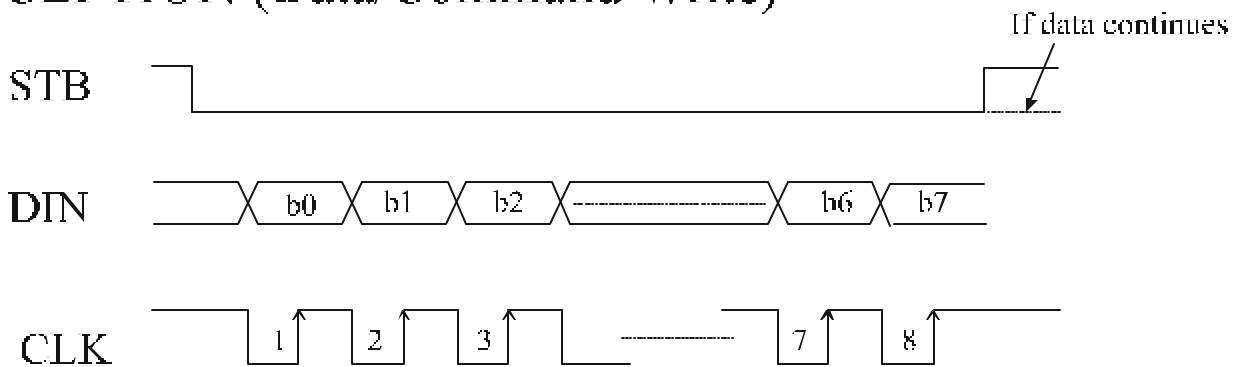 If data continues
STB
DIN
b0 b1 b2 b6 b7
CLK
1 2 3 7 8